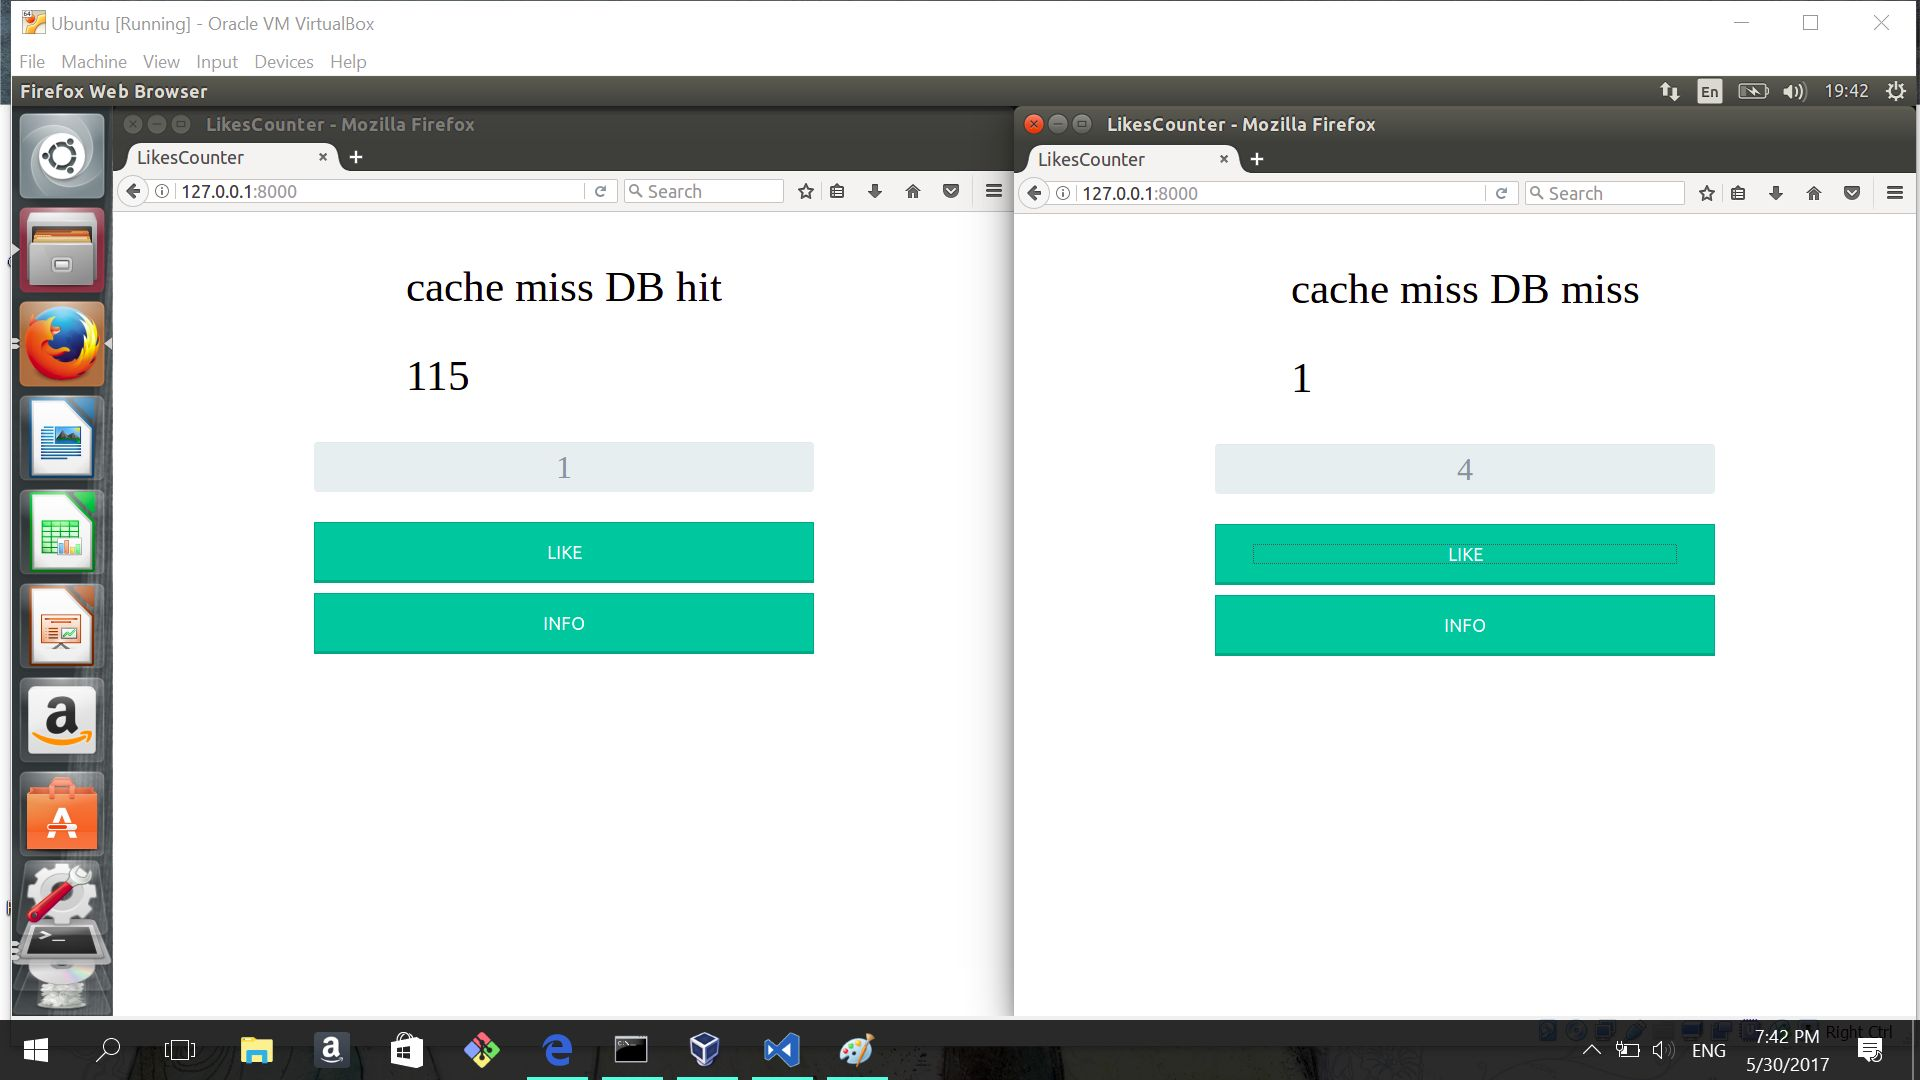 Ubuntu [Running] - Oracle VM VirtualBox
File Machine View Input Devices Help
Firefox Web Browser
En
19:42
LikesCounter - Mozilla Firefox
LikesCounter
127.0.0.1:8000
Search
cache miss DB hit
115
1
LIKE
INFO
LikesCounter - Mozilla Firefox
LikesCounter
127.0.0.1:8000
Search
cache miss DB miss
1
4
LIKE
INFO
Right Ctrl
ENG
7:42 PM
5/30/2017